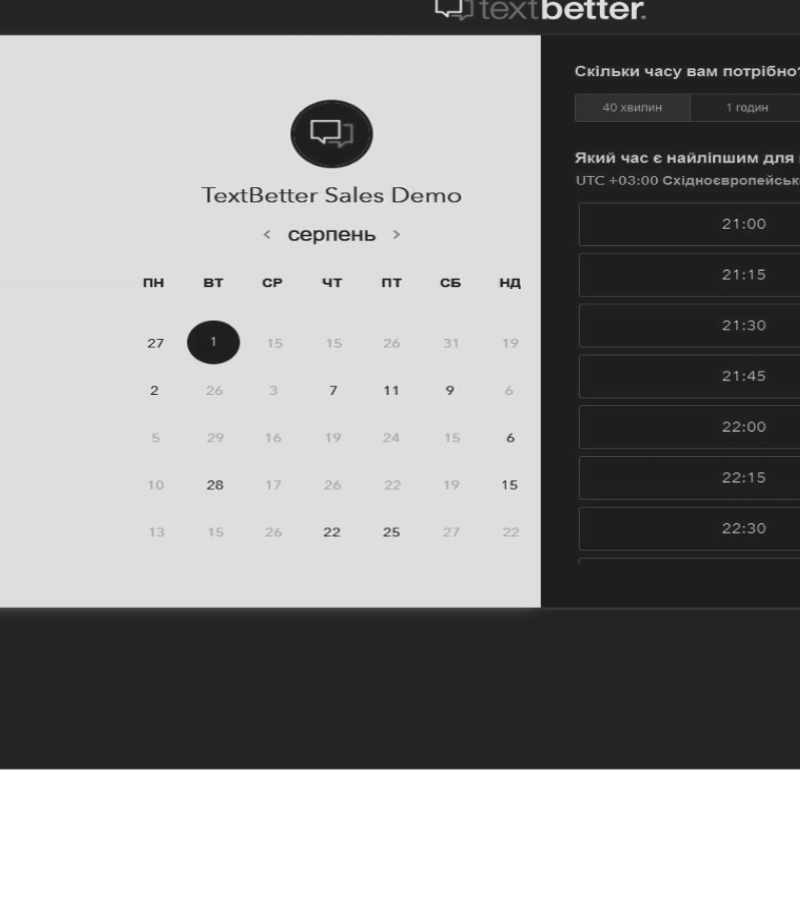 textbetter.
TextBetter Sales Demo
< серпень >
ПН ВТ СР ЧТ ПТ СБ НД
27 1 15 15 26 31 19
2 26 3 7 11 9 6
5 29 16 19 24 15 6
10 28 17 26 22 19 15
13 15 26 22 25 27 22
Скільки часу вам потрібно?
40 хвилин 1 годин
Який час є найліпшим для
UTC +03:00
21:00
21:15
21:30
21:45
22:00
22:15
22:30